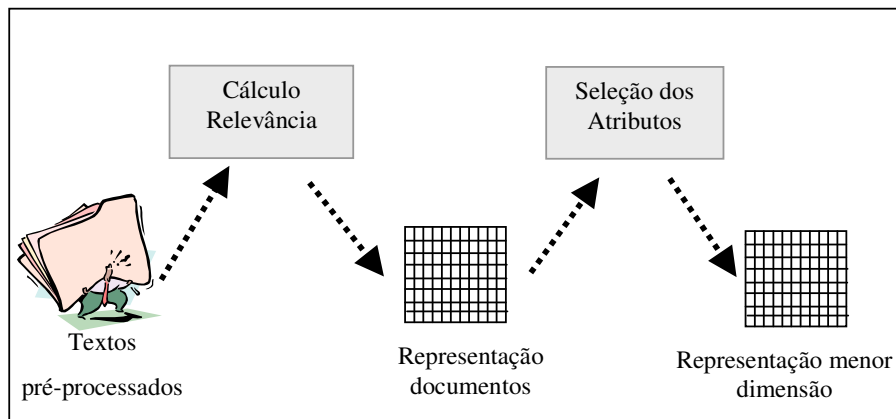 Cálculo
Relevância
Seleção dos
Atributos
Textos
pré-processados
Representação
documentos
Representação menor
dimensão